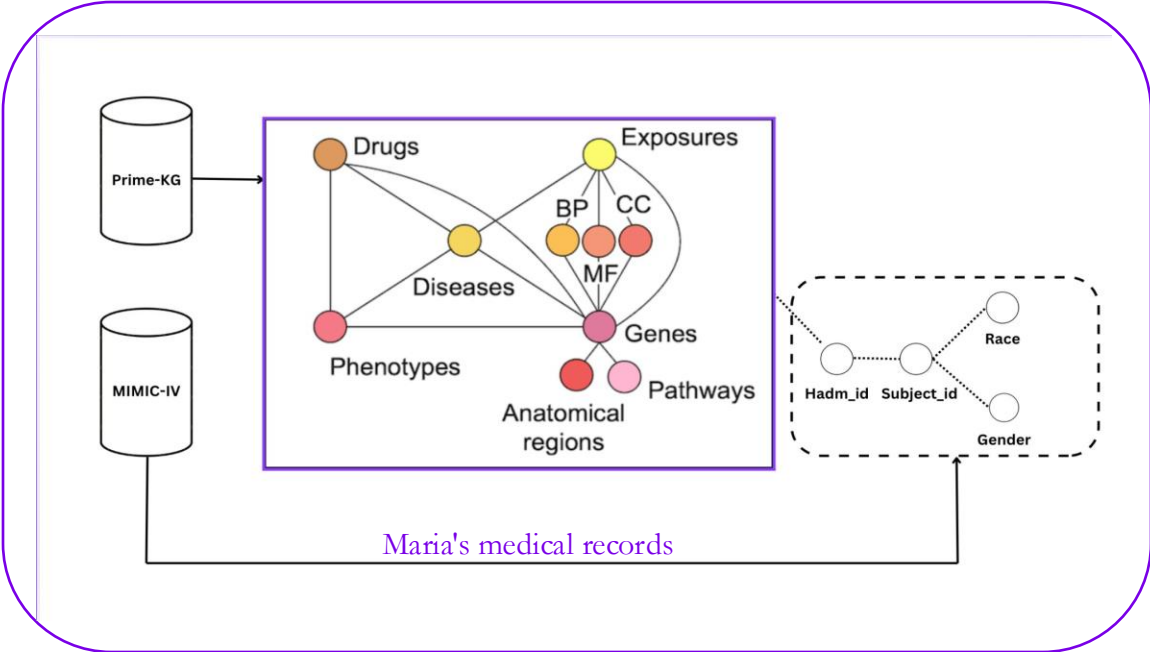 Prime-KG
MIMIC-IV
Drugs
Exposures
BP
CC
MF
Diseases
Genes
Phenotypes
Pathways
Anatomical
regions
Hadm_id
Subject_id
Race
Gender
Maria's medical records